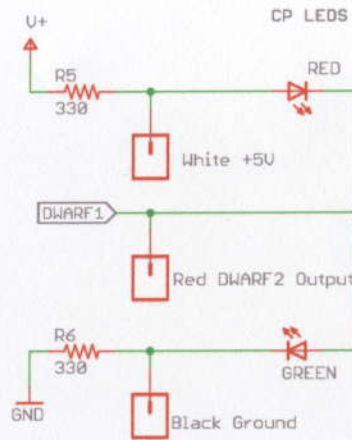 CP LEDS
V+
R5
330
RED
White +5V
DWARF1
Red DWARF2 Output
R6
330
GREEN
GND
Black Ground